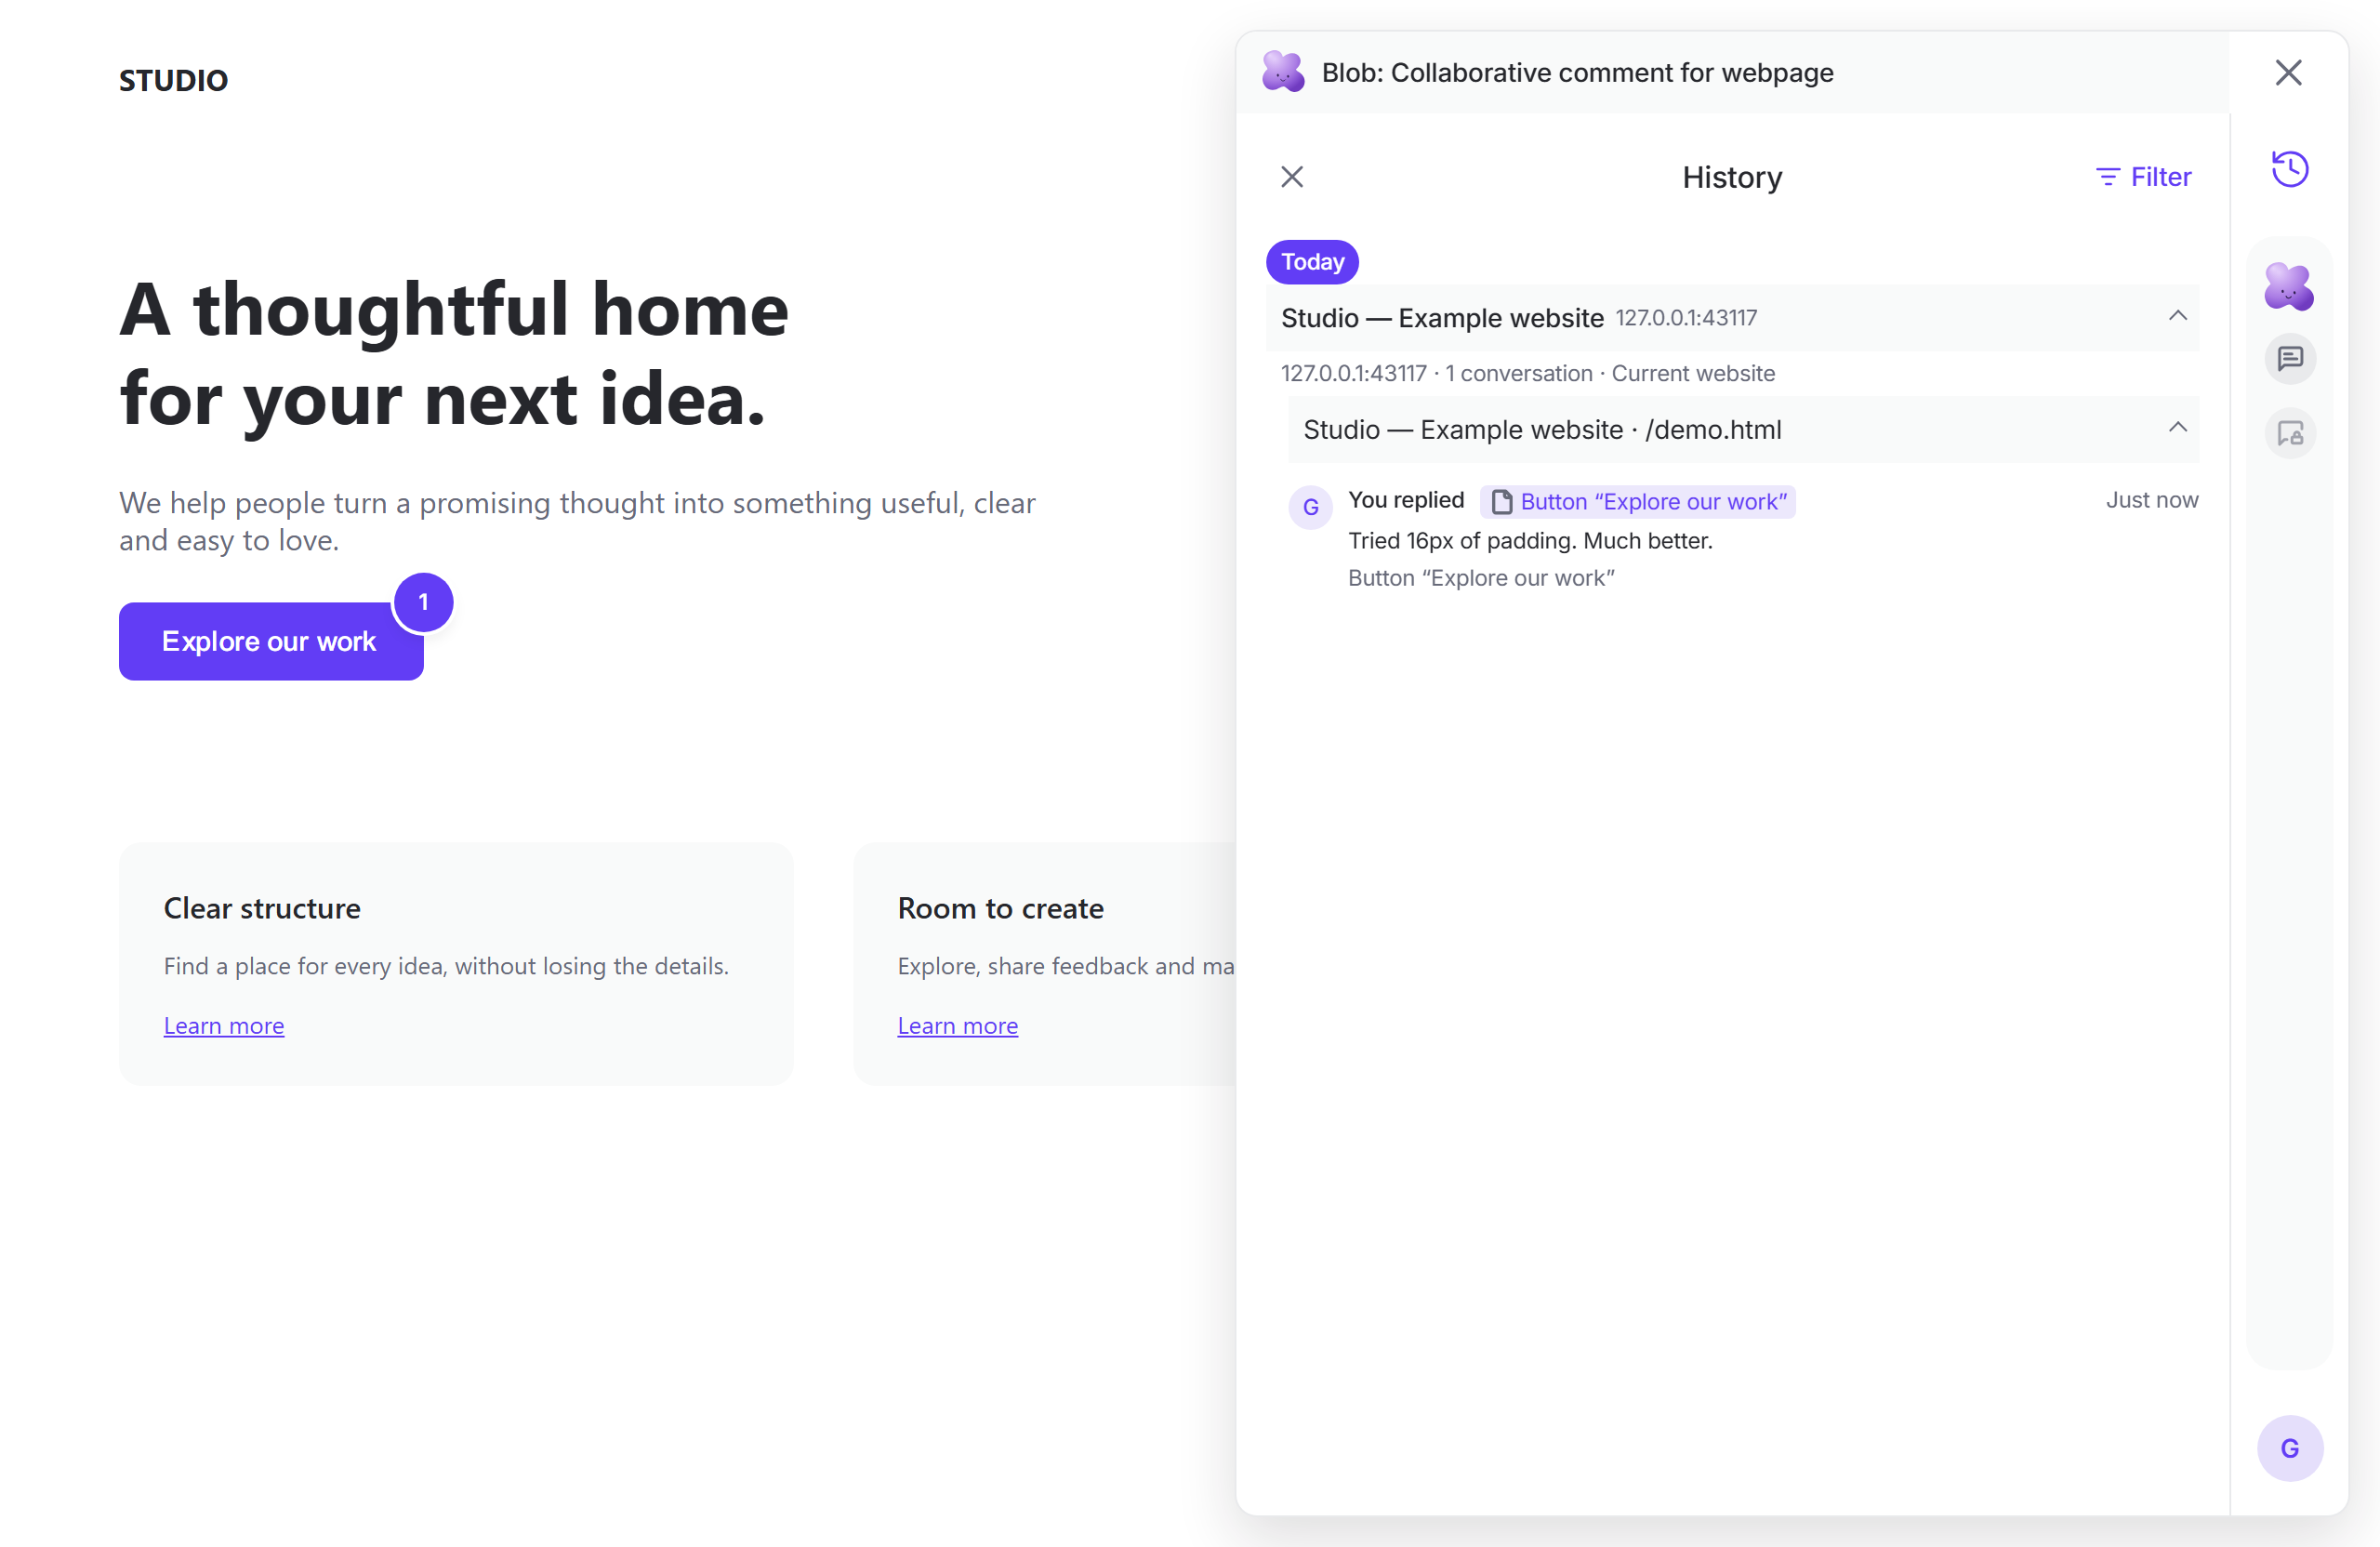 STUDIO
A thoughtful home
for your next idea.
We help people turn a promising thought into something useful, clear
and easy to love.
1
Explore our work
Clear structure
Find a place for every idea, without losing the details.
Learn more
Room to create
Explore, share feedback and ma
Learn more
Blob: Collaborative comment for webpage
History
Filter
Today
Studio — Example website 127.0.0.1:43117
127.0.0.1:43117 · 1 conversation · Current website
Studio — Example website · /demo.html
G You replied Button “Explore our work” Just now
Tried 16px of padding. Much better.
Button “Explore our work”
G